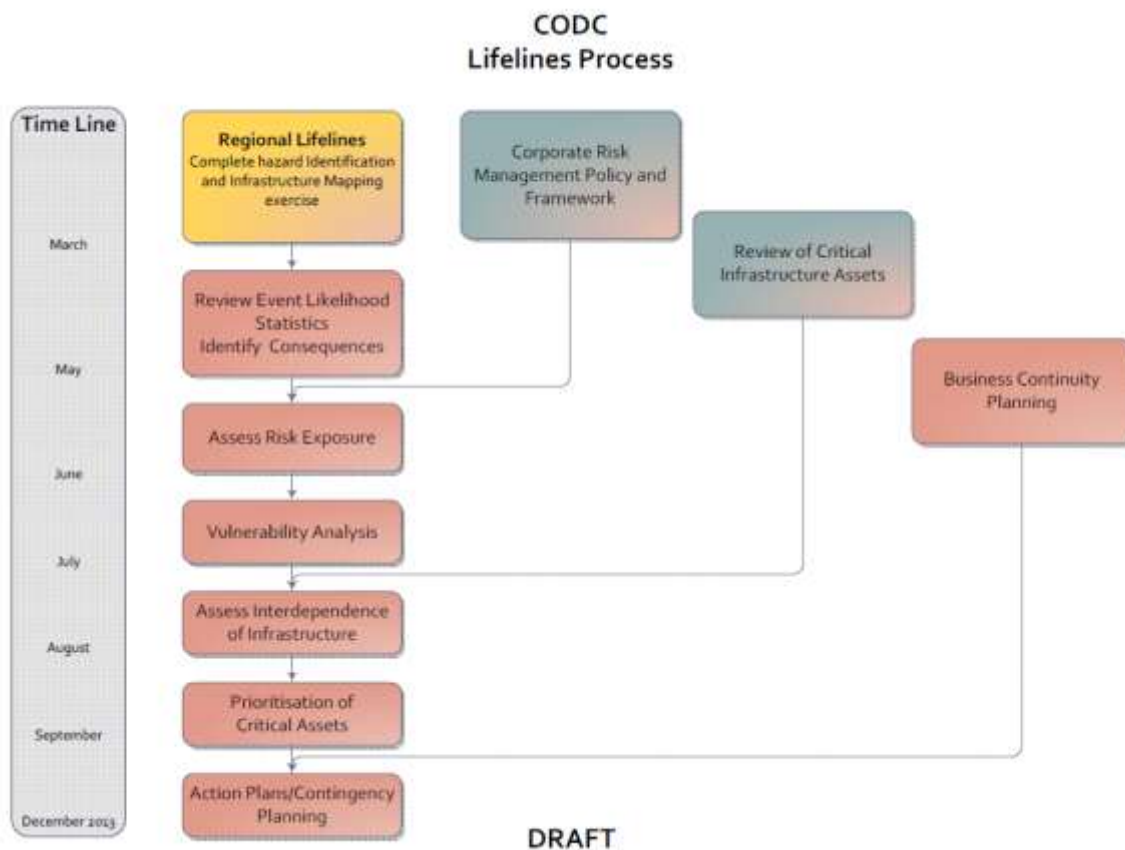 CODC
Lifelines Process
Time Line
March
May
June
July
August
September
December 2013
Regional Lifelines
Complete hazard Identification
and Infrastructure Mapping
exercise
Review Event Likelihood
Statistics
Identify Consequences
Assess Risk Exposure
Vulnerability Analysis
Assess Interdependence
of Infrastructure
Prioritisation of
Critical Assets
Action Plans/Contingency
Planning
Corporate Risk
Management Policy and
Framework
Review of Critical
Infrastructure Assets
Business Continuity
Planning
DRAFT